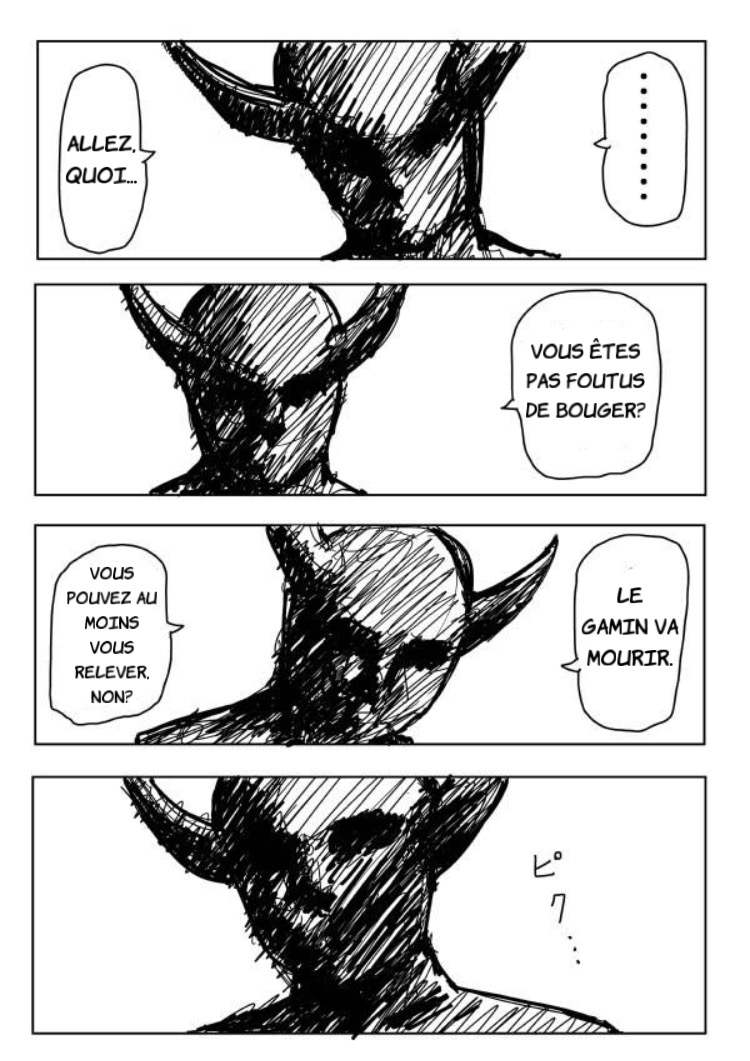 .........
ALLEZ,
QUOI...
VOUS ÊTES
PAS FOUTUS
DE BOUGER?
LE
GAMIN VA
MOURIR.
VOUS
POUVEZ AU
MOINS
VOUS
RELEVER,
NON?
ピク...